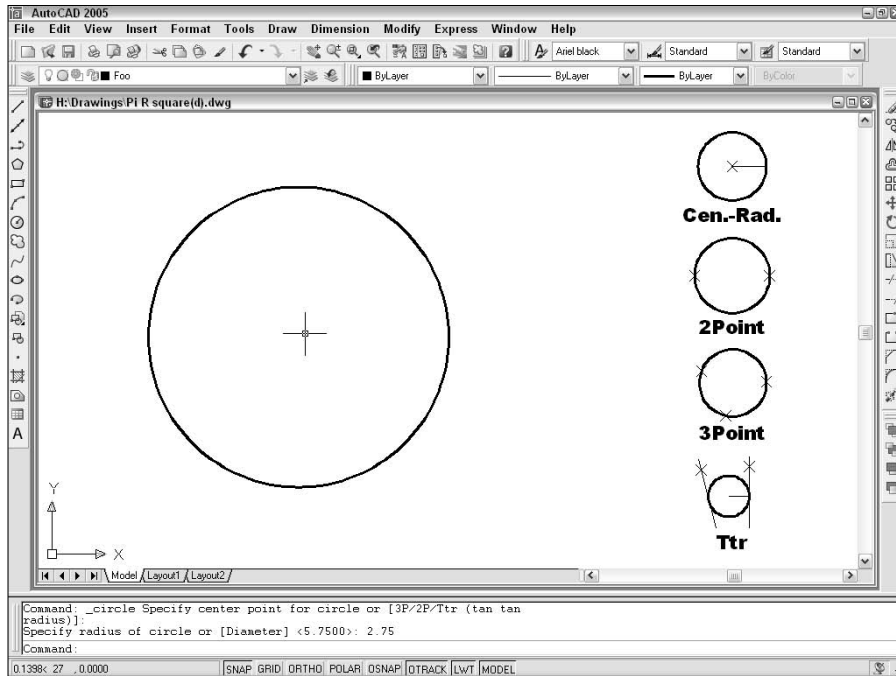 AutoCAD 2005
File Edit View Insert Format Tools Draw Dimension Modify Express Window Help
Ariel black Standard Standard
Foo ByLayer ByLayer ByLayer ByColor
H:\Drawings\Pi R square(d).dwg
Cen.-Rad.
2Point
3Point
Ttr
Y
X
A
Model Layout1 Layout2
Command: _circle Specify center point for circle or [3P/2P/Ttr (tan tan
radius)]:
Specify radius of circle or [Diameter] <5.7500>: 2.75
Command:
0.1398< 27 ,0.0000 SNAP GRID ORTHO POLAR OSNAP OTRACK LWT MODEL